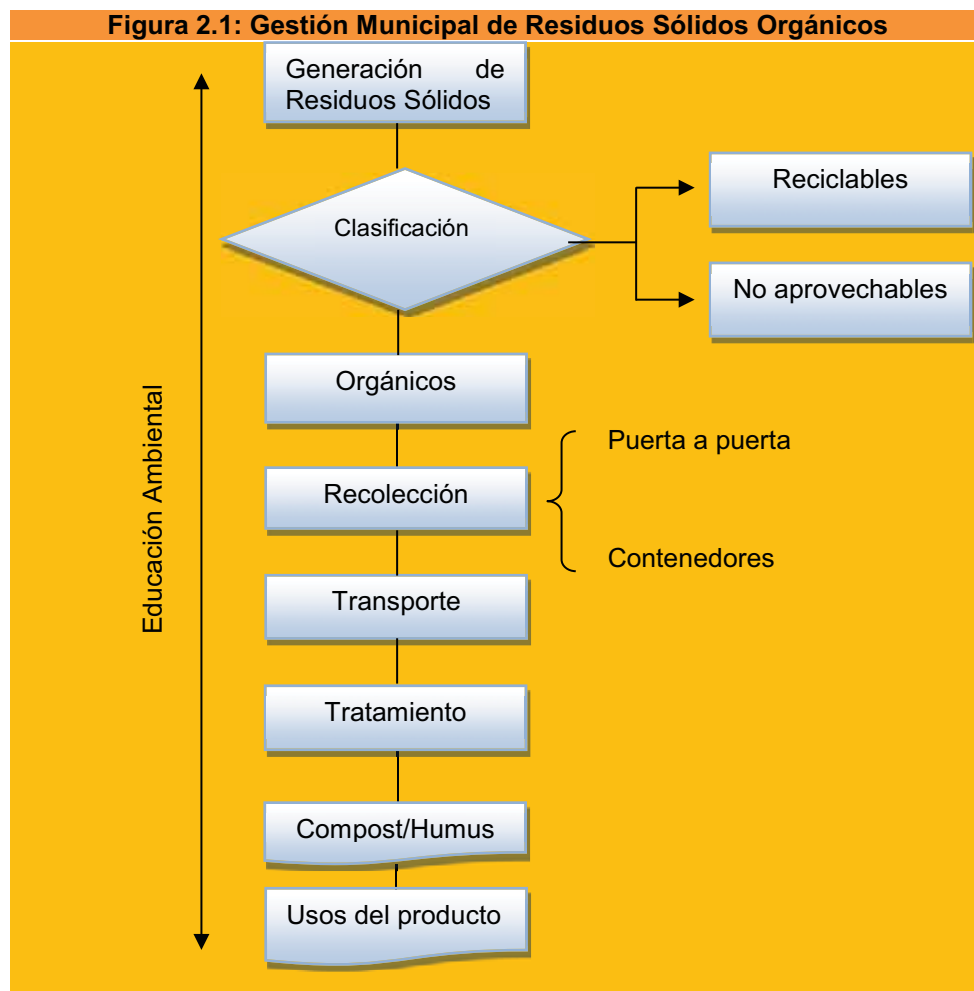 Figura 2.1: Gestión Municipal de Residuos Sólidos Orgánicos
Generación de
Residuos Sólidos
Clasificación
Reciclables
No aprovechables
Orgánicos
Recolección
Puerta a puerta
Contenedores
Transporte
Tratamiento
Compost/Humus
Usos del producto
Educación Ambiental